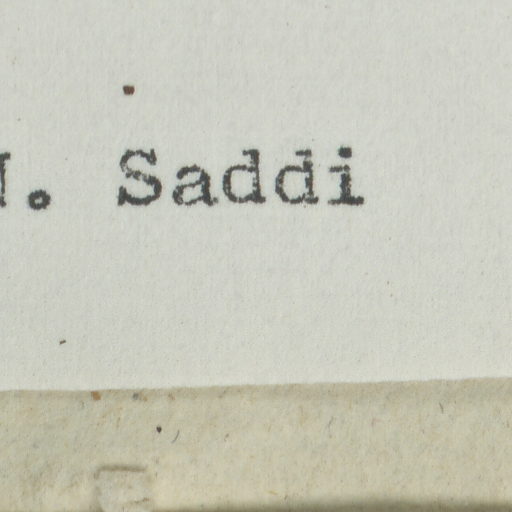 . Saddi